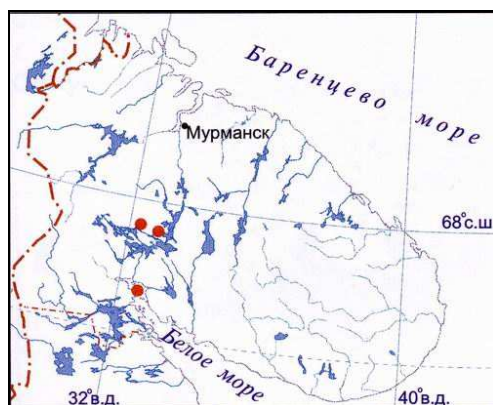 Баренцево море
Мурманск
68°с.ш
Белое море
32°в.д.
40°в.д.